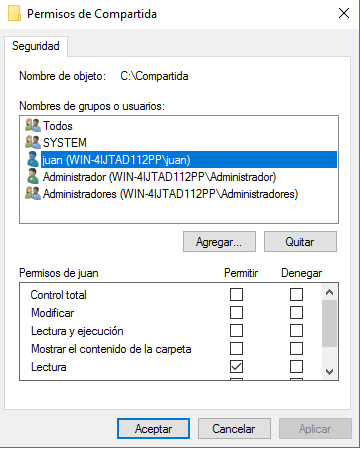 Permisos de Compartida
Seguridad
Nombre de objeto: C:\Compartida
Nombres de grupos o usuarios:
Todos
SYSTEM
juan (WIN-4IJTAD112PP\juan)
Administrador (WIN-4IJTAD112PP\Administrador)
Administradores (WIN-4IJTAD112PP\Administradores)
Agregar... Quitar
Permisos de juan Permitir Denegar
Control total
Modificar
Lectura y ejecución
Mostrar el contenido de la carpeta
Lectura
Aceptar Cancelar Aplicar